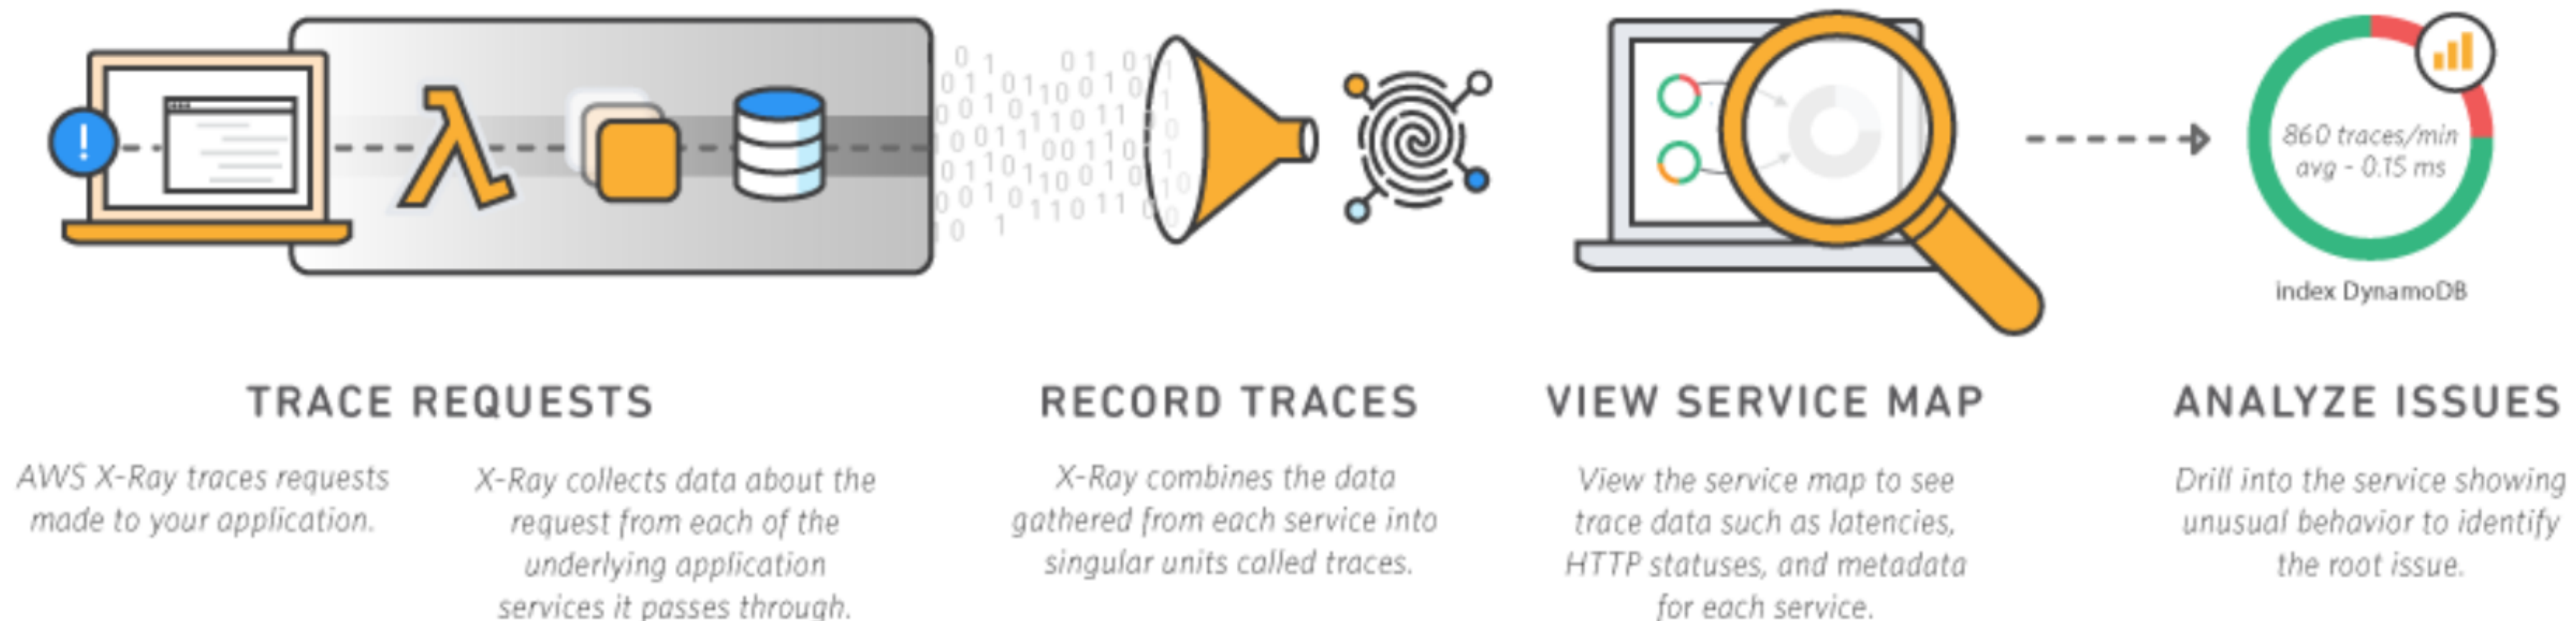 860 traces/min
avg - 0.15 ms
index DynamoDB
TRACE REQUESTS
AWS X-Ray traces requests
made to your application.
X-Ray collects data about the
request from each of the
underlying application
services it passes through.
RECORD TRACES
X-Ray combines the data
gathered from each service into
singular units called traces.
VIEW SERVICE MAP
View the service map to see
trace data such as latencies,
HTTP statuses, and metadata
for each service.
ANALYZE ISSUES
Drill into the service showing
unusual behavior to identify
the root issue.